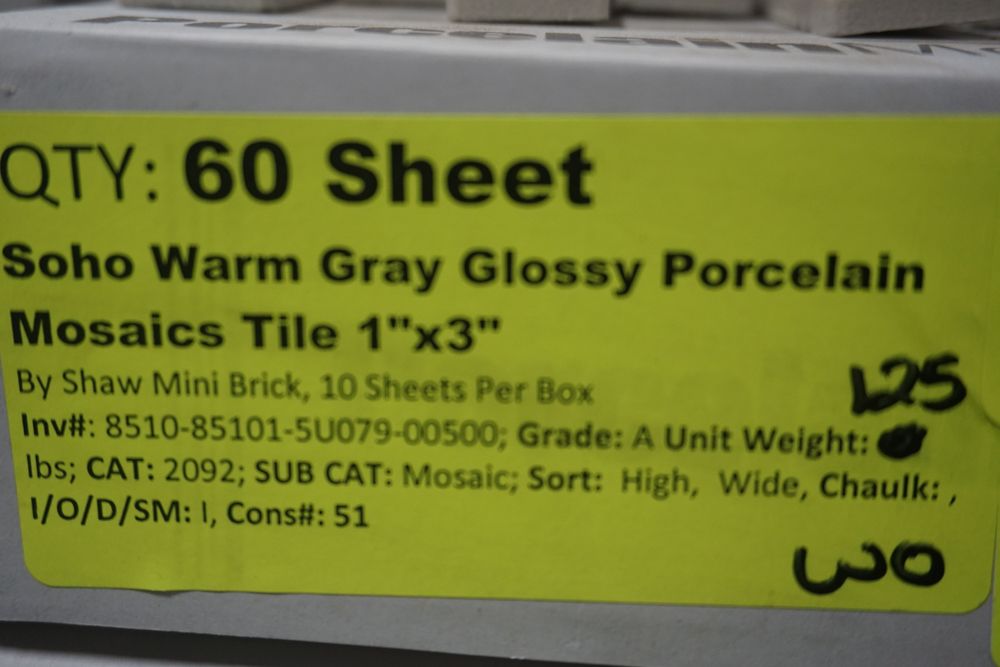 PorcelainMo
QTY: 60 Sheet
Soho Warm Gray Glossy Porcelain
Mosaics Tile 1"x3"
By Shaw Mini Brick, 10 Sheets Per Box
125
Inv#: 8510-85101-5U079-00500; Grade: A Unit Weight:
lbs; CAT: 2092; SUB CAT: Mosaic; Sort: High, Wide, Chaulk: ,
I/O/D/SM: I, Cons#: 51
30